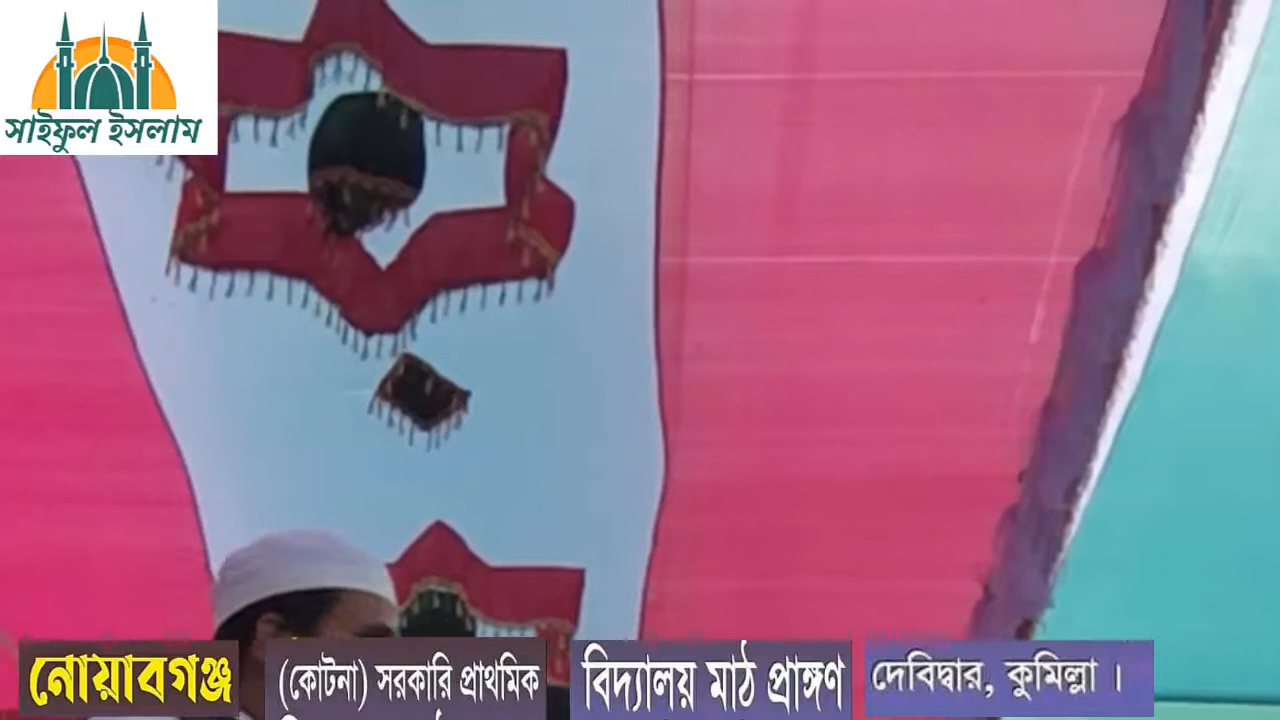 সাইফুল ইসলাম
নোয়াবগঞ্জ (কোটনা) সরকারি প্রাথমিক বিদ্যালয় মাঠ প্রাঙ্গণ দেবিদ্বার, কুমিল্লা।